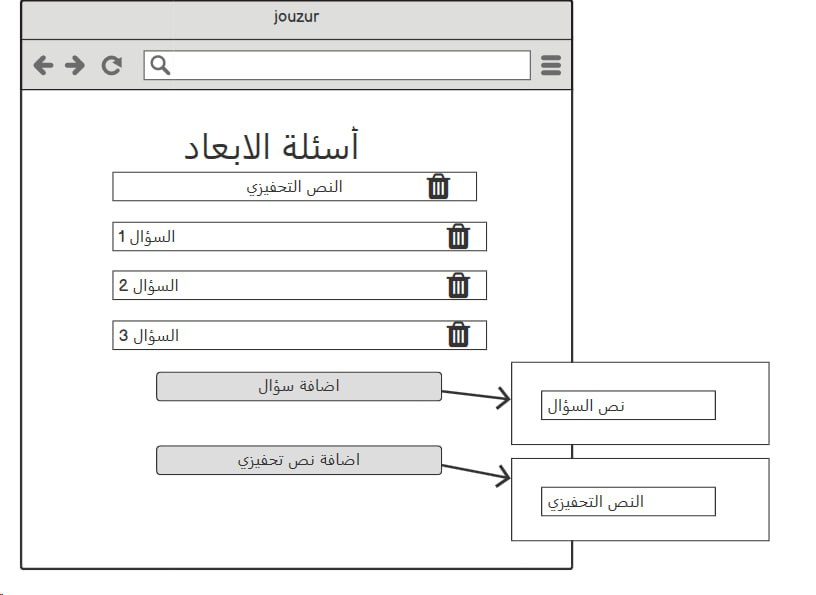 jouzur
أسئلة الابعاد
النص التحفيزي
السؤال 1
السؤال 2
السؤال 3
اضافة سؤال
نص السؤال
اضافة نص تحفيزي
النص التحفيزي